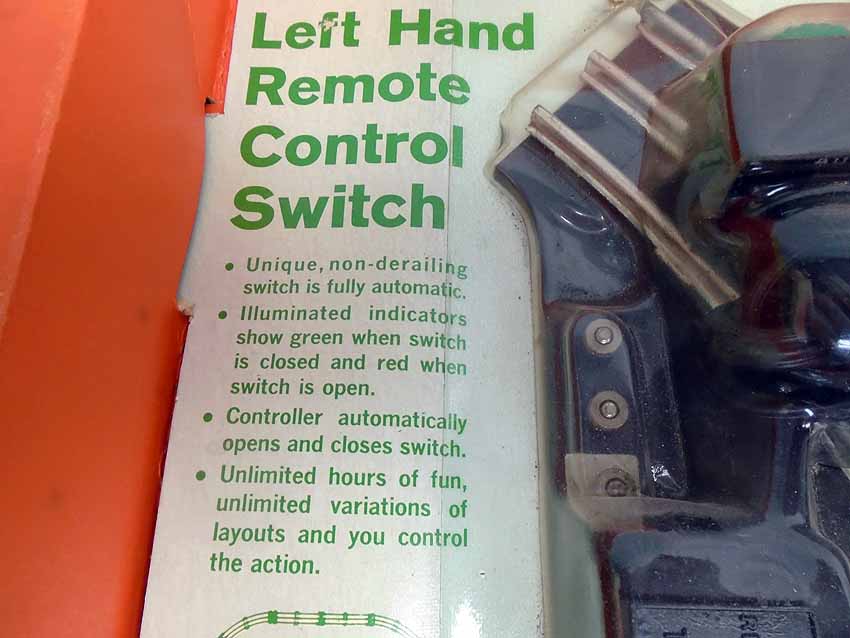 Left Hand
Remote
Control
Switch
• Unique, non-derailing
switch is fully automatic.
• Illuminated indicators
show green when switch
is closed and red when
switch is open.
• Controller automatically
opens and closes switch.
• Unlimited hours of fun,
unlimited variations of
layouts and you control
the action.